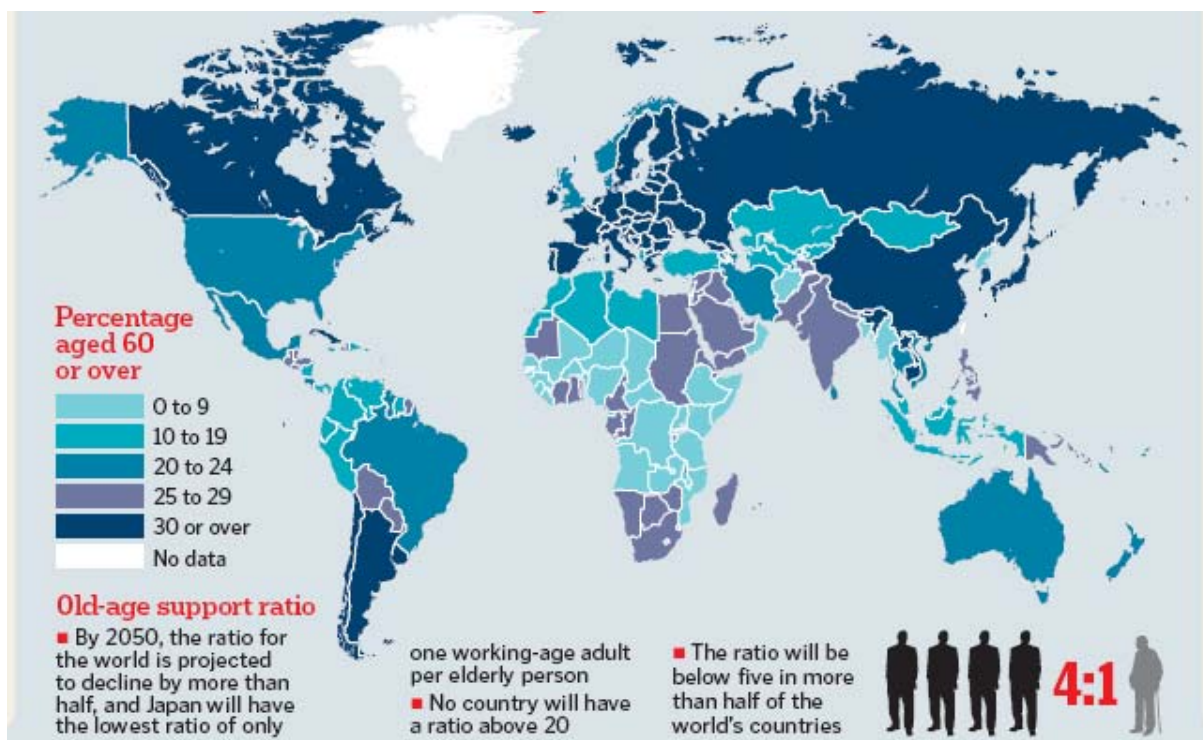 Percentage
aged 60
or over
0 to 9
10 to 19
20 to 24
25 to 29
30 or over
No data
Old-age support ratio
■ By 2050, the ratio for
the world is projected
to decline by more than
half, and Japan will have
the lowest ratio of only
one working-age adult
per elderly person
■ No country will have
a ratio above 20
■ The ratio will be
below five in more
than half of the
world's countries
4:1